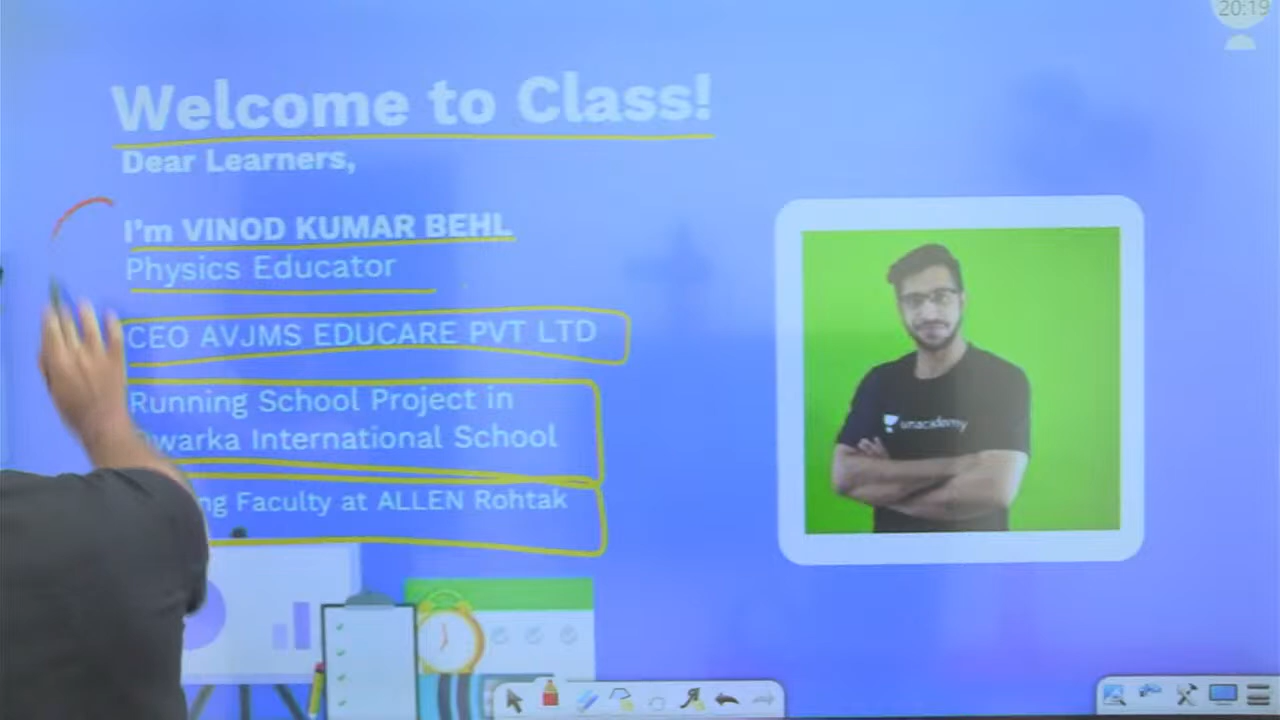 20:19
Welcome to Class!
Dear Learners,
I'm VINOD KUMAR BEHL
Physics Educator
CEO AVJMS EDUCARE PVT LTD
Running School Project in
International School
Faculty at ALLEN Rohtak
unacademy